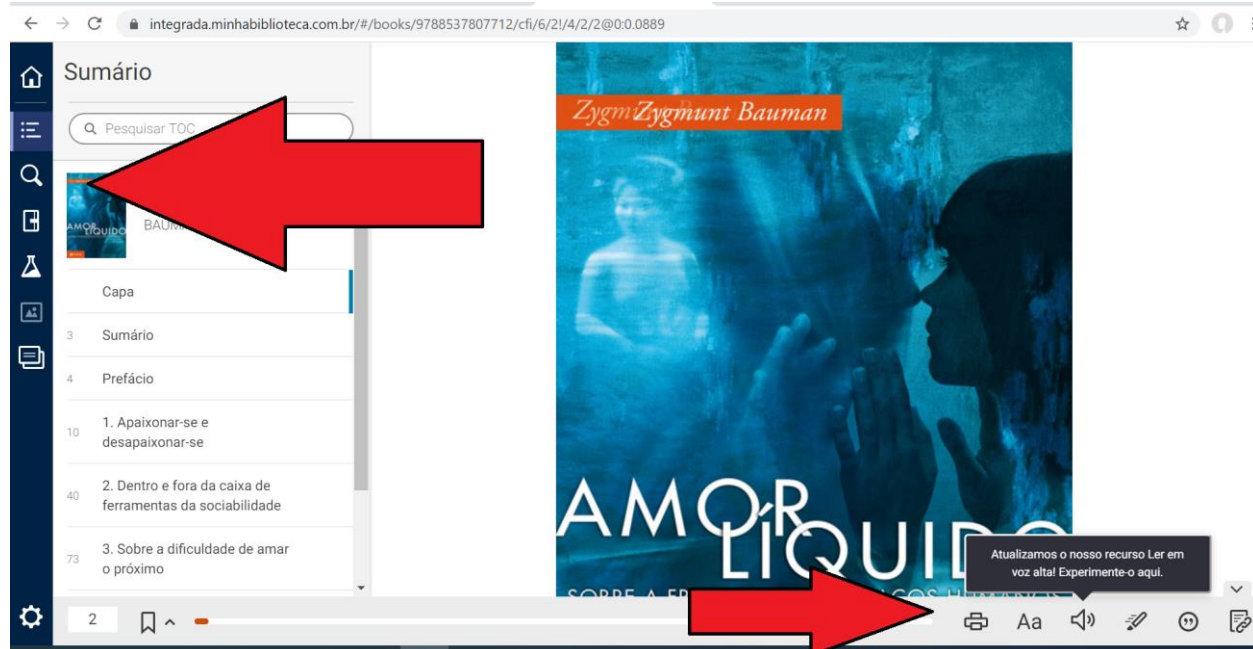 integrada.minhabiblioteca.com.br/#/books/9788537807712/cfi/6/2!/4/2/2@0:0.0889
Sumário
Pesquisar TOC
AMOR
LÍQUIDO
Capa
3 Sumário
4 Prefácio
10 1. Apaixonar-se e
desapaixonar-se
40 2. Dentro e fora da caixa de
ferramentas da sociabilidade
73 3. Sobre a dificuldade de amar
o próximo
Zygmunt Bauman
AMOR
LÍQUIDO
SOBRE A
Atualizamos o nosso recurso Ler em
voz alta! Experimente-o aqui.
2
Aa